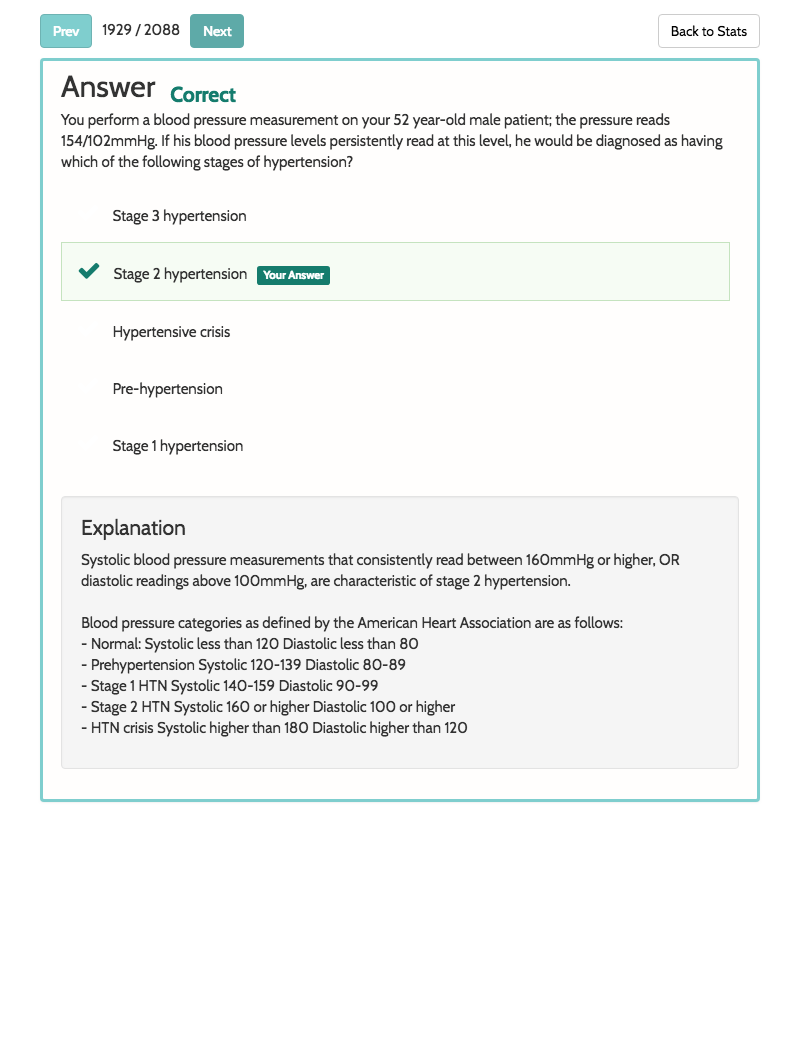 Prev 1929 / 2088 Next Back to Stats
Answer Correct
You perform a blood pressure measurement on your 52 year-old male patient; the pressure reads
154/102mmHg. If his blood pressure levels persistently read at this level, he would be diagnosed as having
which of the following stages of hypertension?
Stage 3 hypertension
Stage 2 hypertension Your Answer
Hypertensive crisis
Pre-hypertension
Stage 1 hypertension
Explanation
Systolic blood pressure measurements that consistently read between 160mmHg or higher, OR
diastolic readings above 100mmHg, are characteristic of stage 2 hypertension.
Blood pressure categories as defined by the American Heart Association are as follows:
- Normal: Systolic less than 120 Diastolic less than 80
- Prehypertension Systolic 120-139 Diastolic 80-89
- Stage 1 HTN Systolic 140-159 Diastolic 90-99
- Stage 2 HTN Systolic 160 or higher Diastolic 100 or higher
- HTN crisis Systolic higher than 180 Diastolic higher than 120